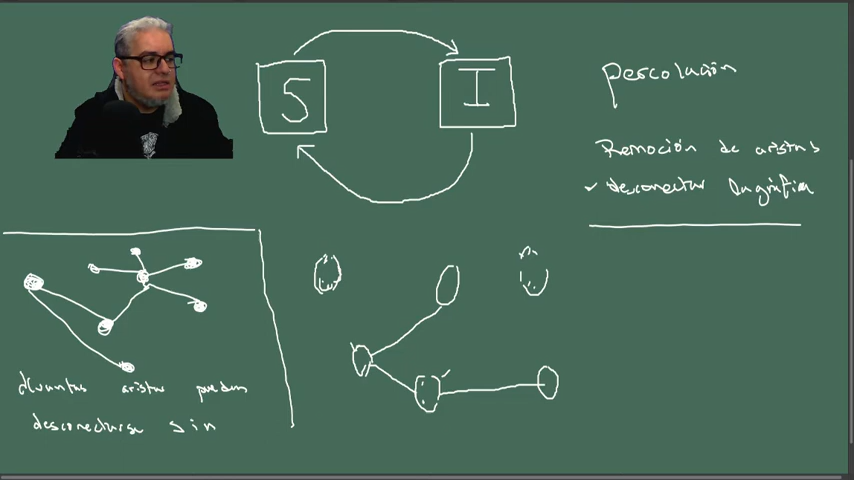 S
I
percolación
Remoción de aristas
desconectar la gráfica
cuantas aristas pueden
desconectarse sin